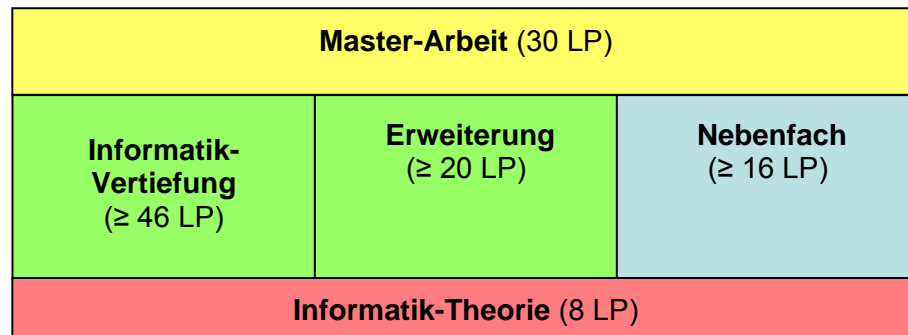 Master-Arbeit (30 LP)
Informatik-
Vertiefung
(≥ 46 LP)
Erweiterung
(≥ 20 LP)
Nebenfach
(≥ 16 LP)
Informatik-Theorie (8 LP)